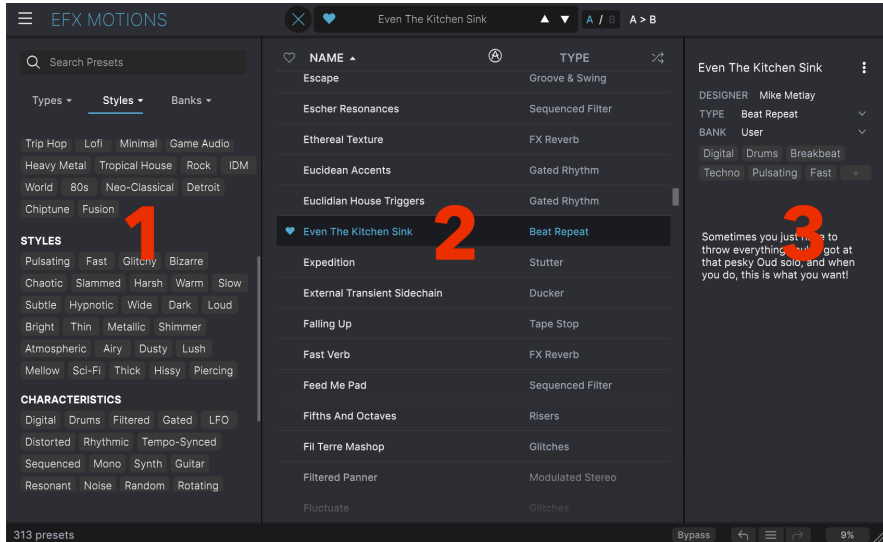 EFX MOTIONS
Even The Kitchen Sink
A / B
A > B
Search Presets
Types
Styles
Banks
Trip Hop Lofi Minimal Game Audio
Heavy Metal Tropical House Rock IDM
World 80s Neo-Classical Detroit
Chiptune Fusion
STYLES
Pulsating Fast Glitchy Bizarre
Chaotic Slammed Harsh Warm Slow
Subtle Hypnotic Wide Dark Loud
Bright Thin Metallic Shimmer
Atmospheric Airy Dusty Lush
Mellow Sci-Fi Thick Hissy Piercing
CHARACTERISTICS
Digital Drums Filtered Gated LFO
Distorted Rhythmic Tempo-Synced
Sequenced Mono Synth Guitar
Resonant Noise Random Rotating
1
NAME TYPE
Escape Groove & Swing
Escher Resonances Sequenced Filter
Ethereal Texture FX Reverb
Eucidean Accents Gated Rhythm
Euclidian House Triggers Gated Rhythm
Even The Kitchen Sink Beat Repeat
Expedition Stutter
External Transient Sidechain Ducker
Falling Up Tape Stop
Fast Verb FX Reverb
Feed Me Pad Sequenced Filter
Fifths And Octaves Risers
Fil Terre Mashop Glitches
Filtered Panner Modulated Stereo
Fluctuate Glitches
2
Even The Kitchen Sink
DESIGNER Mike Metlay
TYPE Beat Repeat
BANK User
Digital Drums Breakbeat
Techno Pulsating Fast +
Sometimes you just have to
throw everything you've got at
that pesky Oud solo, and when
you do, this is what you want!
3
313 presets
Bypass
9%